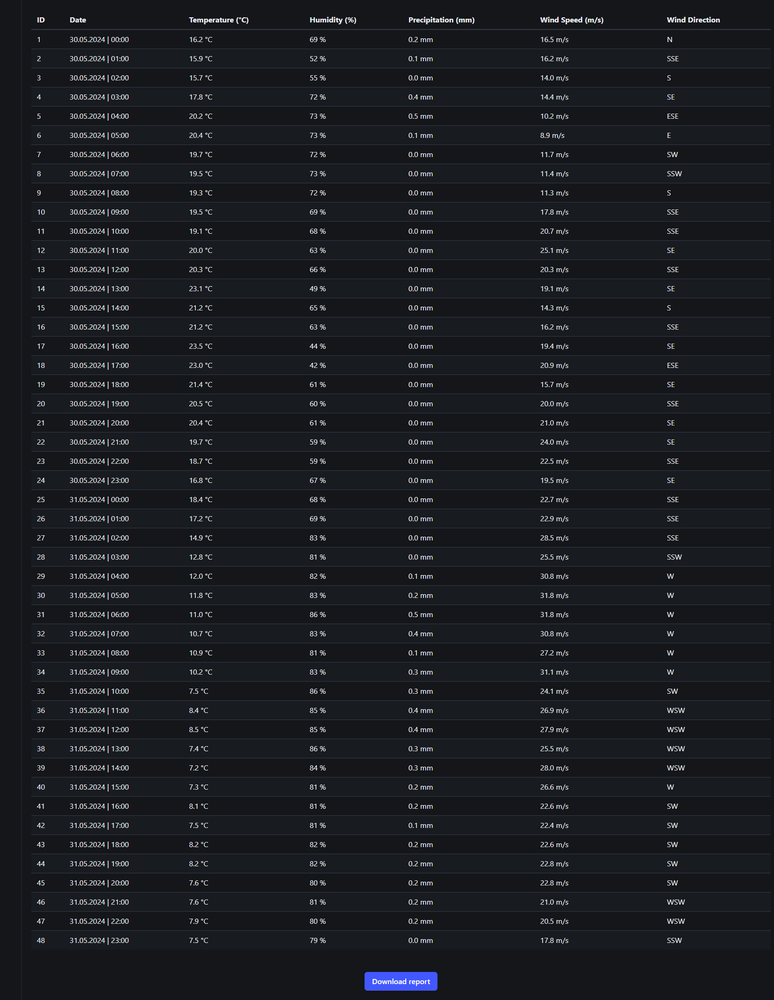 ID Date Temperature (°C) Humidity (%) Precipitation (mm) Wind Speed (m/s) Wind Direction
1 30.05.2024 | 00:00 16.2 °C 69 % 0.2 mm 16.5 m/s N
2 30.05.2024 | 01:00 15.9 °C 52 % 0.1 mm 16.2 m/s SSE
3 30.05.2024 | 02:00 15.7 °C 55 % 0.0 mm 14.0 m/s S
4 30.05.2024 | 03:00 17.8 °C 72 % 0.4 mm 14.4 m/s SE
5 30.05.2024 | 04:00 20.2 °C 73 % 0.5 mm 10.2 m/s ESE
6 30.05.2024 | 05:00 20.4 °C 73 % 0.1 mm 8.9 m/s E
7 30.05.2024 | 06:00 19.7 °C 72 % 0.0 mm 11.7 m/s SW
8 30.05.2024 | 07:00 19.5 °C 73 % 0.0 mm 11.4 m/s SSW
9 30.05.2024 | 08:00 19.3 °C 72 % 0.0 mm 11.3 m/s S
10 30.05.2024 | 09:00 19.5 °C 69 % 0.0 mm 17.8 m/s SSE
11 30.05.2024 | 10:00 19.1 °C 68 % 0.0 mm 20.7 m/s SSE
12 30.05.2024 | 11:00 20.0 °C 63 % 0.0 mm 25.1 m/s SE
13 30.05.2024 | 12:00 20.3 °C 66 % 0.0 mm 20.3 m/s SSE
14 30.05.2024 | 13:00 23.1 °C 49 % 0.0 mm 19.1 m/s SE
15 30.05.2024 | 14:00 21.2 °C 65 % 0.0 mm 14.3 m/s S
16 30.05.2024 | 15:00 21.2 °C 63 % 0.0 mm 16.2 m/s SSE
17 30.05.2024 | 16:00 23.5 °C 44 % 0.0 mm 19.4 m/s SE
18 30.05.2024 | 17:00 23.0 °C 42 % 0.0 mm 20.9 m/s ESE
19 30.05.2024 | 18:00 21.4 °C 61 % 0.0 mm 15.7 m/s SE
20 30.05.2024 | 19:00 20.5 °C 60 % 0.0 mm 20.0 m/s SSE
21 30.05.2024 | 20:00 20.4 °C 61 % 0.0 mm 21.0 m/s SE
22 30.05.2024 | 21:00 19.7 °C 59 % 0.0 mm 24.0 m/s SE
23 30.05.2024 | 22:00 18.7 °C 59 % 0.0 mm 22.5 m/s SSE
24 30.05.2024 | 23:00 16.8 °C 67 % 0.0 mm 19.5 m/s SE
25 31.05.2024 | 00:00 18.4 °C 68 % 0.0 mm 22.7 m/s SSE
26 31.05.2024 | 01:00 17.2 °C 69 % 0.0 mm 22.9 m/s SSE
27 31.05.2024 | 02:00 14.9 °C 83 % 0.0 mm 28.5 m/s SSE
28 31.05.2024 | 03:00 12.8 °C 81 % 0.0 mm 25.5 m/s SSW
29 31.05.2024 | 04:00 12.0 °C 82 % 0.1 mm 30.8 m/s W
30 31.05.2024 | 05:00 11.8 °C 83 % 0.2 mm 31.8 m/s W
31 31.05.2024 | 06:00 11.0 °C 86 % 0.5 mm 31.8 m/s W
32 31.05.2024 | 07:00 10.7 °C 83 % 0.4 mm 30.8 m/s W
33 31.05.2024 | 08:00 10.9 °C 81 % 0.1 mm 27.2 m/s W
34 31.05.2024 | 09:00 10.2 °C 83 % 0.3 mm 31.1 m/s W
35 31.05.2024 | 10:00 7.5 °C 86 % 0.3 mm 24.1 m/s SW
36 31.05.2024 | 11:00 8.4 °C 85 % 0.4 mm 26.9 m/s WSW
37 31.05.2024 | 12:00 8.5 °C 85 % 0.4 mm 27.9 m/s WSW
38 31.05.2024 | 13:00 7.4 °C 86 % 0.3 mm 25.5 m/s WSW
39 31.05.2024 | 14:00 7.2 °C 84 % 0.3 mm 28.0 m/s WSW
40 31.05.2024 | 15:00 7.3 °C 81 % 0.2 mm 26.6 m/s W
41 31.05.2024 | 16:00 8.1 °C 81 % 0.2 mm 22.6 m/s SW
42 31.05.2024 | 17:00 7.5 °C 81 % 0.1 mm 22.4 m/s SW
43 31.05.2024 | 18:00 8.2 °C 82 % 0.2 mm 22.6 m/s SW
44 31.05.2024 | 19:00 8.2 °C 82 % 0.2 mm 22.8 m/s SW
45 31.05.2024 | 20:00 7.6 °C 80 % 0.2 mm 22.8 m/s SW
46 31.05.2024 | 21:00 7.6 °C 81 % 0.2 mm 21.0 m/s WSW
47 31.05.2024 | 22:00 7.9 °C 80 % 0.2 mm 20.5 m/s WSW
48 31.05.2024 | 23:00 7.5 °C 79 % 0.0 mm 17.8 m/s SSW
Download report